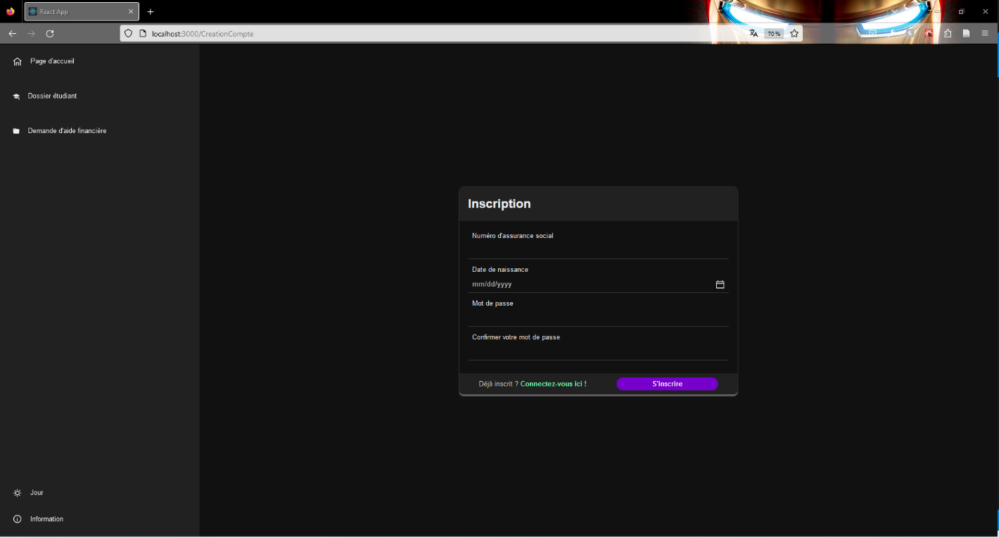 React App
localhost:3000/CreationCompte
70 %
Page d'accueil
Dossier étudiant
Demande d'aide financière
Inscription
Numéro d'assurance social
Date de naissance
mm/dd/yyyy
Mot de passe
Confirmer votre mot de passe
Déjà inscrit ? Connectez-vous ici !
S'inscrire
Jour
Information